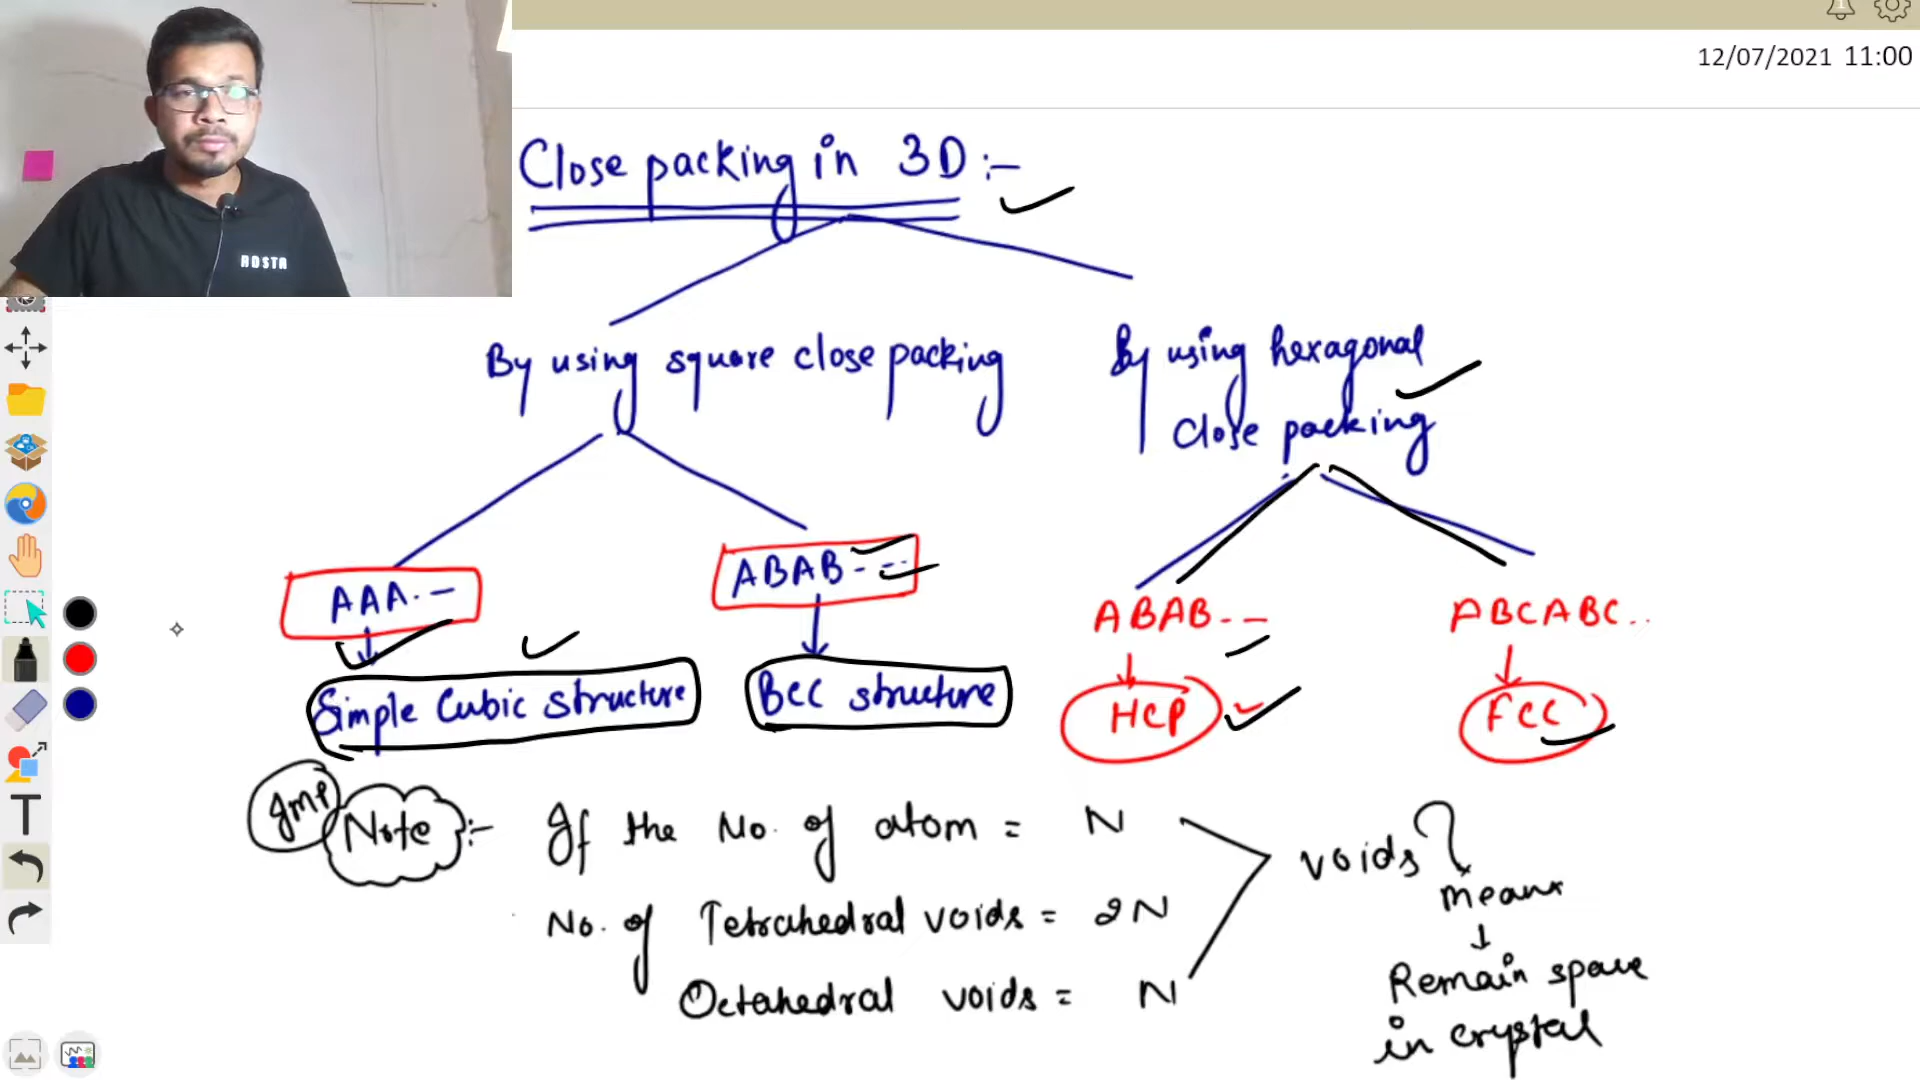 12/07/2021 11:00
ADSTA
Close packing in 3D :-
By using square close packing
By using hexagonal
close packing
AAA.--
ABAB- --
ABAB- --
ABCABC..
Simple Cubic structure
BCC structure
HCP
FCC
Imp
Note :- If the No. of atom = N
voids
means
No. of Tetrahedral voids = 2N
Octahedral voids = N
Remain space
in crystal